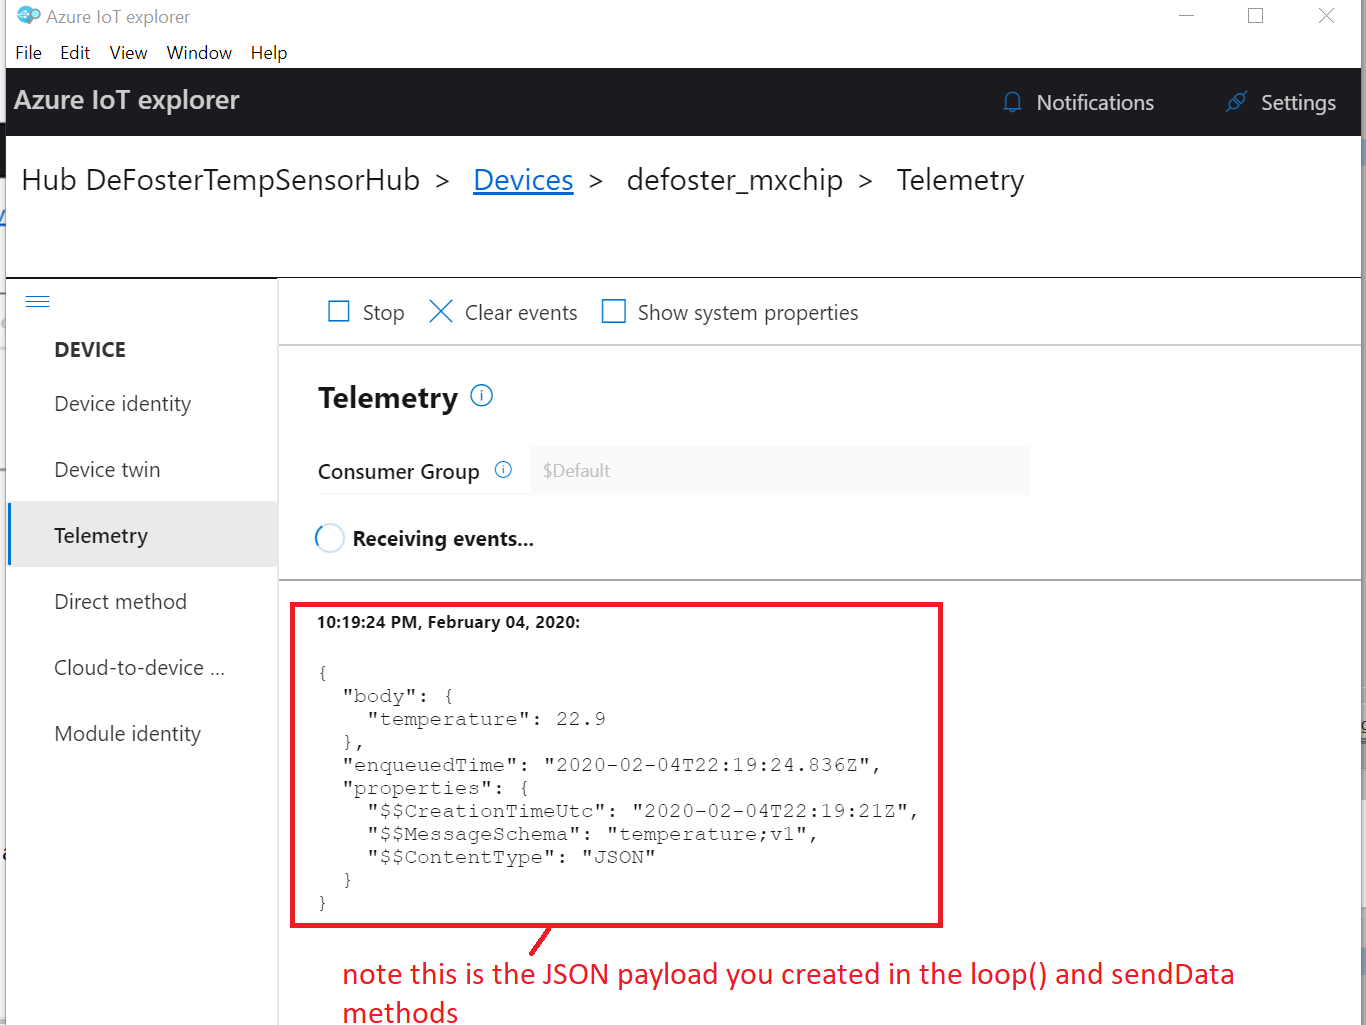 Azure IoT explorer
File Edit View Window Help
Azure IoT explorer Notifications Settings
Hub DeFosterTempSensorHub > Devices > defoster_mxchip > Telemetry
Stop Clear events Show system properties
DEVICE
Device identity
Device twin
Telemetry
Direct method
Cloud-to-device ...
Module identity
Telemetry
Consumer Group $Default
Receiving events...
10:19:24 PM, February 04, 2020:
{
"body": {
"temperature": 22.9
},
"enqueuedTime": "2020-02-04T22:19:24.836Z",
"properties": {
"$$CreationTimeUtc": "2020-02-04T22:19:21Z",
"$$MessageSchema": "temperature;v1",
"$$ContentType": "JSON"
}
}
note this is the JSON payload you created in the loop() and sendData
methods